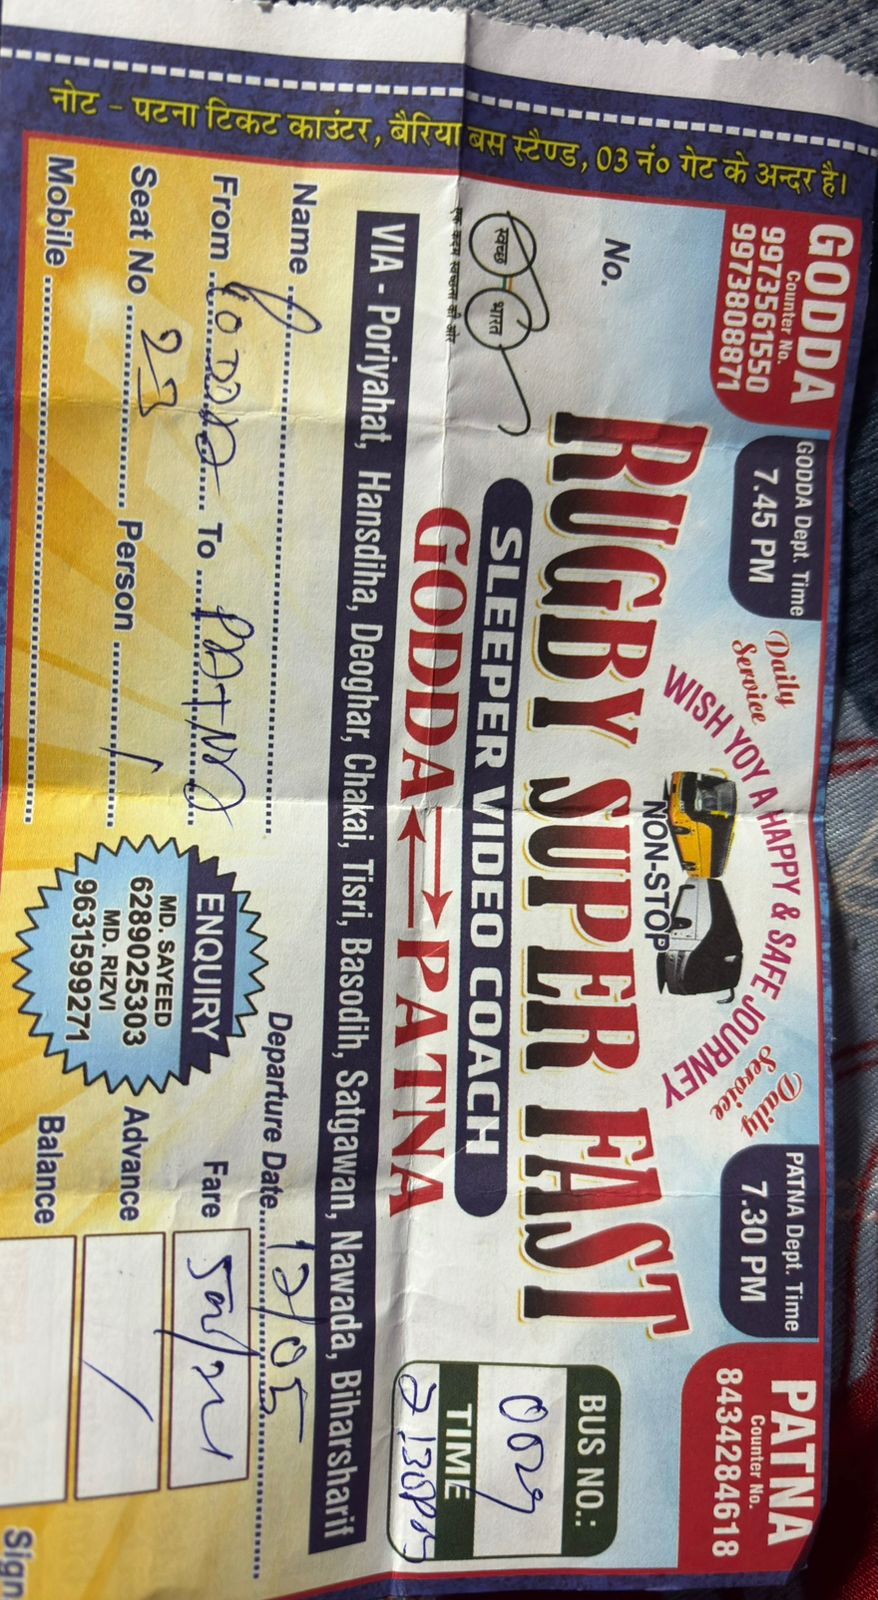 नोट - पटना टिकट काउंटर, बैरिया बस स्टैण्ड, 03 नं० गेट के अन्दर है।
GODDA
Counter No.
9973561550
9973808871
GODDA Dept. Time
7.45 PM
Daily Service
WISH YOY A HAPPY & SAFE JOURNEY
NON-STOP
Daily Service
PATNA Dept. Time
7.30 PM
PATNA
Counter No.
8434284618
No.
RUGBY SUPER FAST
स्वच्छ भारत
एक कदम स्वच्छता की ओर
SLEEPER VIDEO COACH
GODDA PATNA
BUS NO.:
TIME
VIA - Poriyahat, Hansdiha, Deoghar, Chakai, Tisri, Basodih, Satgawan, Nawada, Biharsharif
Name
Departure Date 12/05
From Godda To PATNA
Seat No 23 Person 1
Mobile
ENQUIRY
MD. SAYEED
6289025303
MD. RIZVI
9631599271
Fare
Advance
Balance
Sign